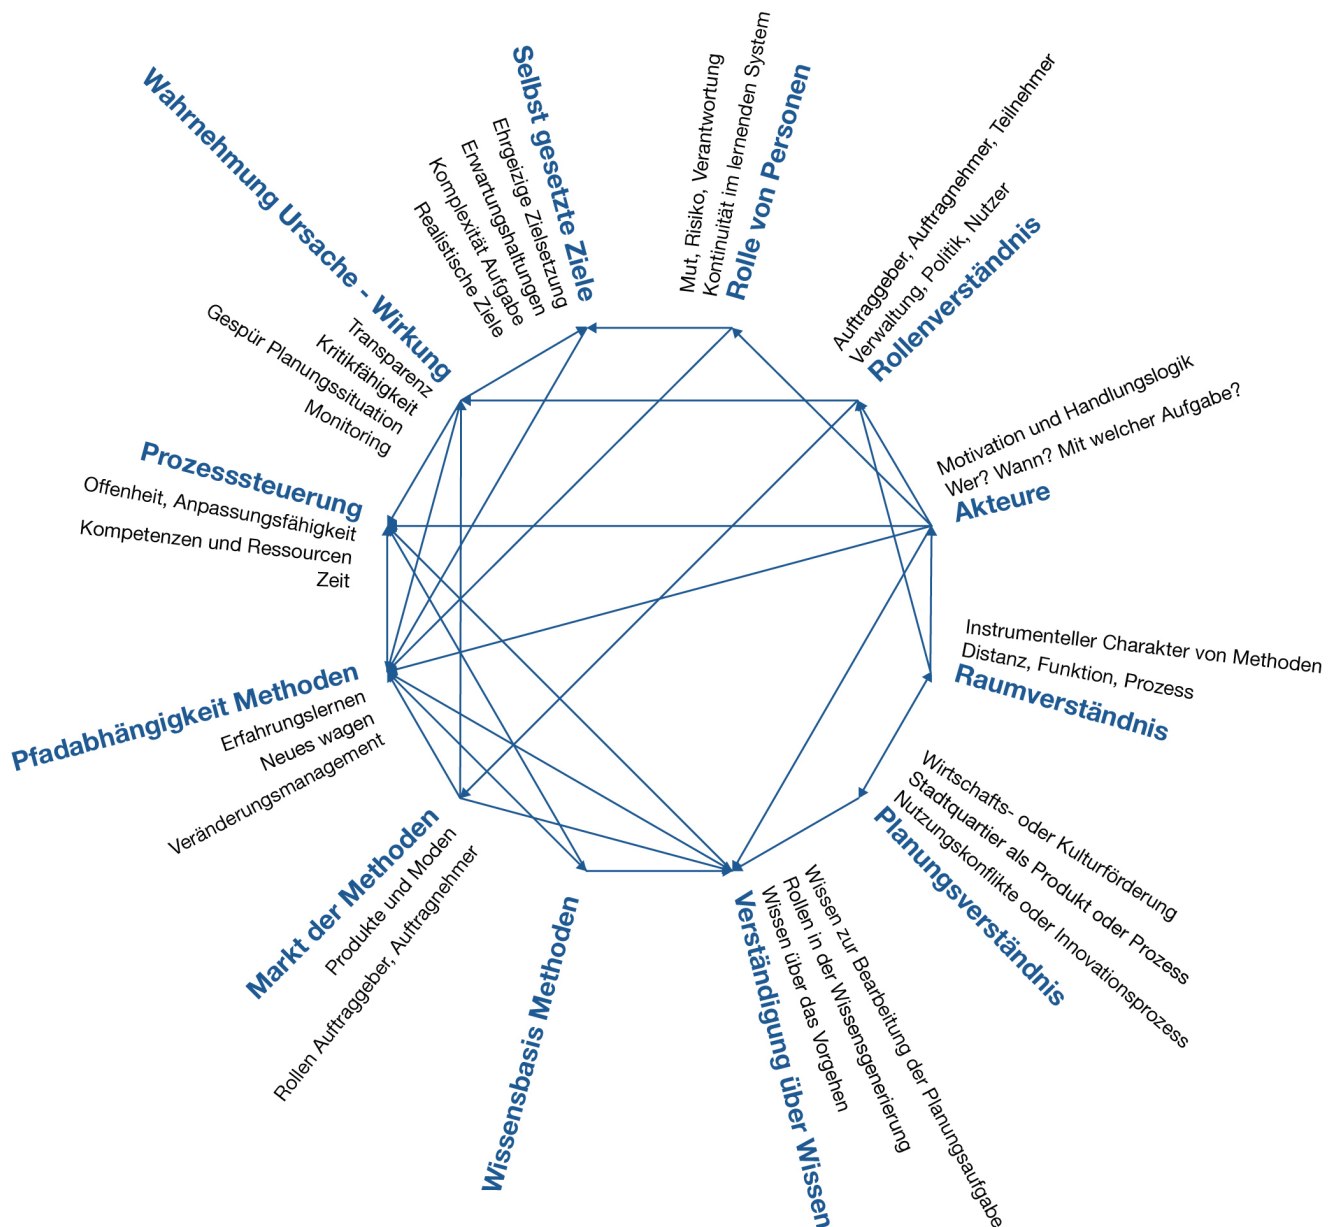 Selbst gesetzte Ziele
Ehrgeizige Zielsetzung
Erwartungshaltungen
Komplexität Aufgabe
Realistische Ziele
Mut, Risiko, Verantwortung
Kontinuität im lernenden System
Rolle von Personen
Auftraggeber, Auftragnehmer, Teilnehmer
Verwaltung, Politik, Nutzer
Rollenverständnis
Motivation und Handlungslogik
Wer? Wann? Mit welcher Aufgabe?
Akteure
Instrumenteller Charakter von Methoden
Distanz, Funktion, Prozess
Raumverständnis
Wirtschafts- oder Kulturförderung
Stadtquartier als Produkt oder Prozess
Nutzungskonflikte oder Innovationsprozess
Planungsverständnis
Wissen zur Bearbeitung der Planungsaufgabe
Rollen in der Wissensgenerierung
Wissen über das Vorgehen
Verständigung über Wissen
Wissensbasis Methoden
Markt der Methoden
Produkte und Moden
Rollen Auftraggeber, Auftragnehmer
Pfadabhängigkeit Methoden
Erfahrungslernen
Neues wagen
Veränderungsmanagement
Prozesssteuerung
Offenheit, Anpassungsfähigkeit
Kompetenzen und Ressourcen
Zeit
Wahrnehmung Ursache - Wirkung
Transparenz
Kritikfähigkeit
Gespür Planungssituation
Monitoring